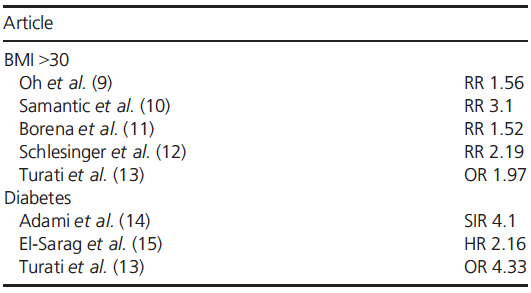 Article
BMI >30
Oh et al. (9) RR 1.56
Samantic et al. (10) RR 3.1
Borena et al. (11) RR 1.52
Schlesinger et al. (12) RR 2.19
Turati et al. (13) OR 1.97
Diabetes
Adami et al. (14) SIR 4.1
El-Sarag et al. (15) HR 2.16
Turati et al. (13) OR 4.33